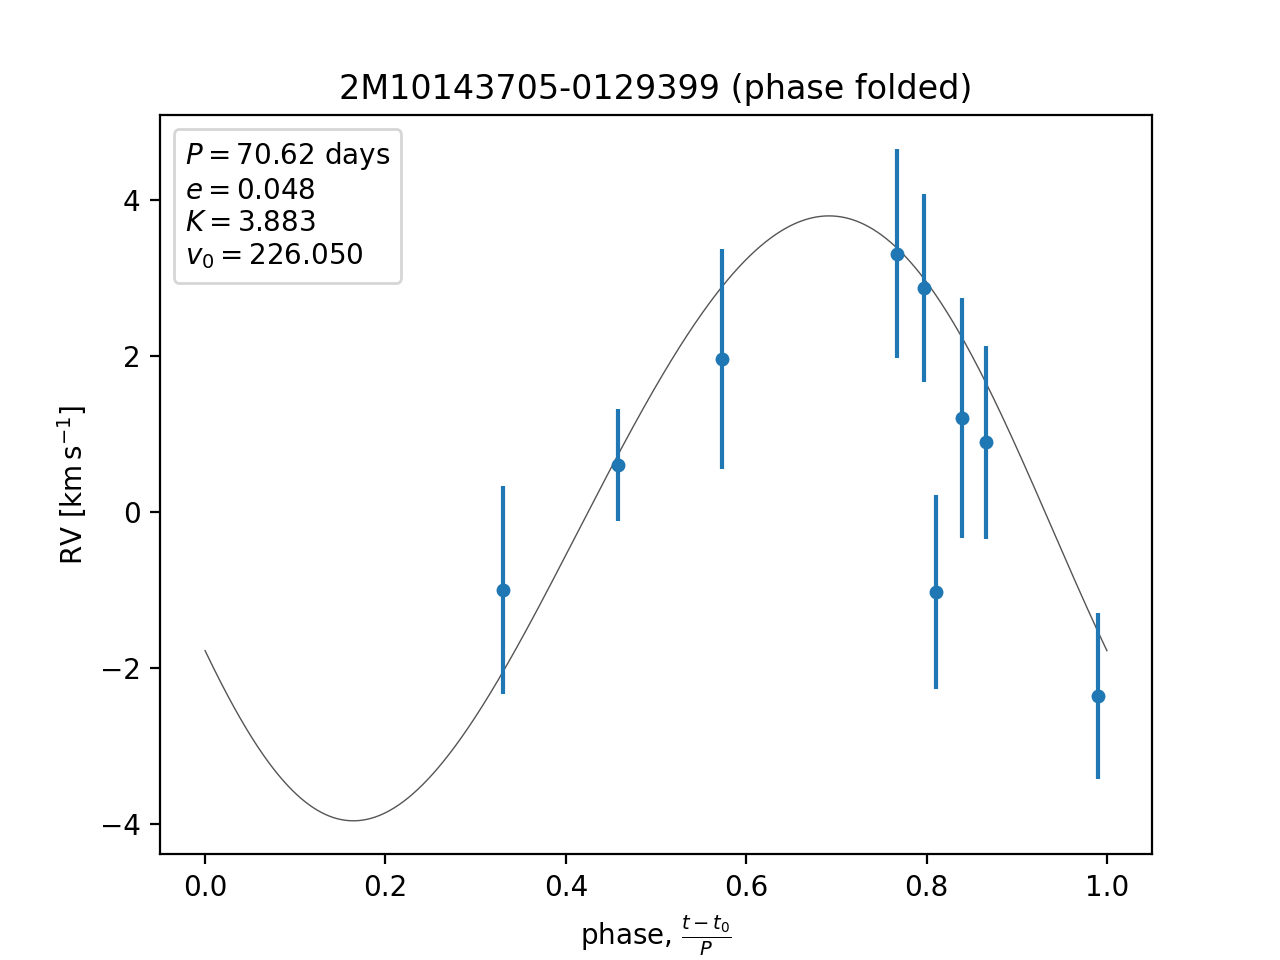 2M10143705-0129399 (phase folded)
P = 70.62 days
e = 0.048
K = 3.883
v₀ = 226.050
RV [km s⁻¹]
4
2
0
−2
−4
0.0 0.2 0.4 0.6 0.8 1.0
phase, (t − t₀)/P